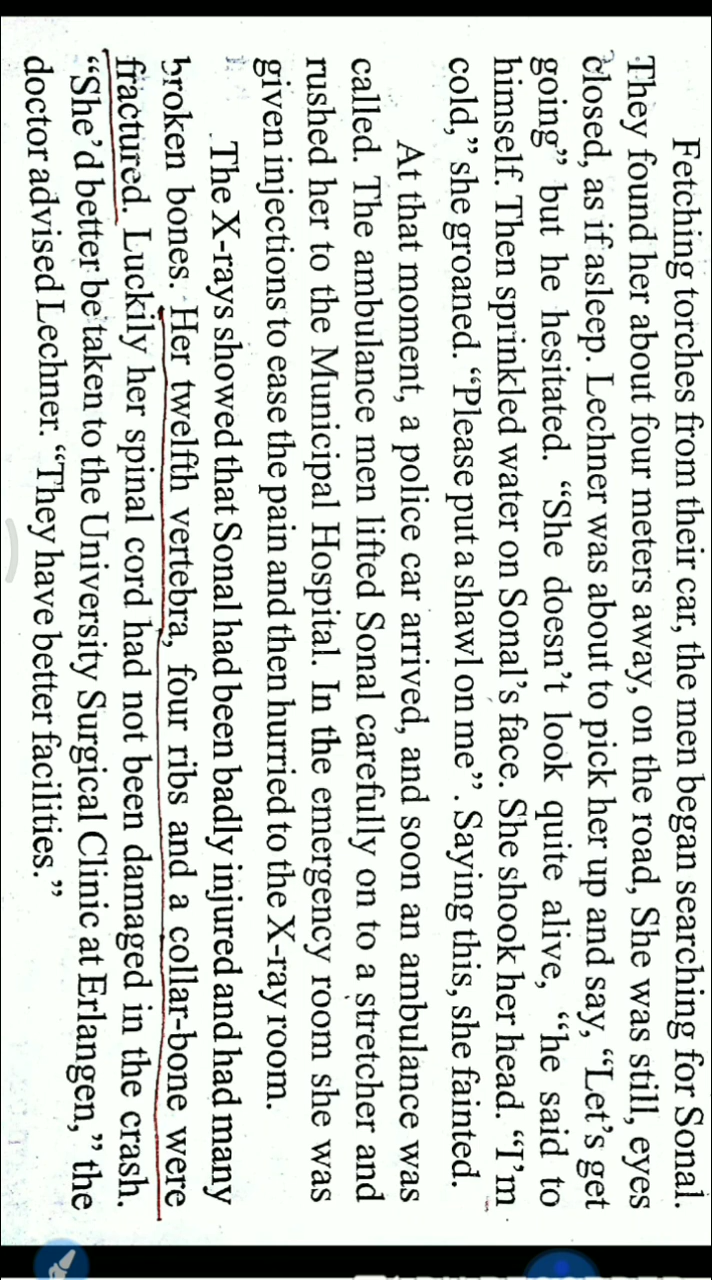 Fetching torches from their car, the men began searching for Sonal.
They found her about four meters away, on the road, She was still, eyes
closed, as if asleep. Lechner was about to pick her up and say, “Let’s get
going” but he hesitated. “She doesn’t look quite alive, “he said to
himself. Then sprinkled water on Sonal’s face. She shook her head. “I’m
cold,” she groaned. “Please put a shawl on me” . Saying this, she fainted.
At that moment, a police car arrived, and soon an ambulance was
called. The ambulance men lifted Sonal carefully on to a stretcher and
rushed her to the Municipal Hospital. In the emergency room she was
given injections to ease the pain and then hurried to the X-ray room.
The X-rays showed that Sonal had been badly injured and had many
broken bones. Her twelfth vertebra, four ribs and a collar-bone were
fractured. Luckily her spinal cord had not been damaged in the crash.
“She’d better be taken to the University Surgical Clinic at Erlangen,” the
doctor advised Lechner. “They have better facilities.”